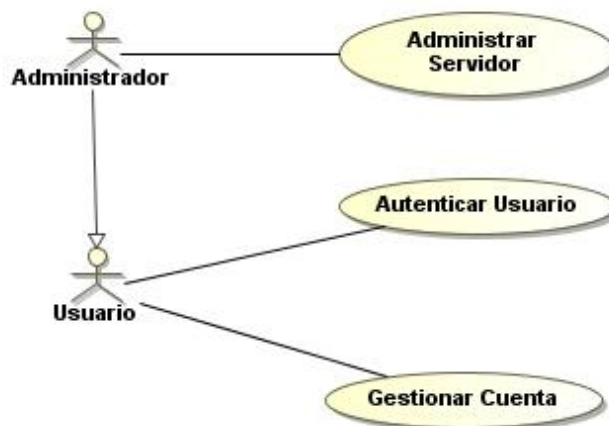 Administrar
Servidor
Administrador
Autenticar Usuario
Usuario
Gestionar Cuenta